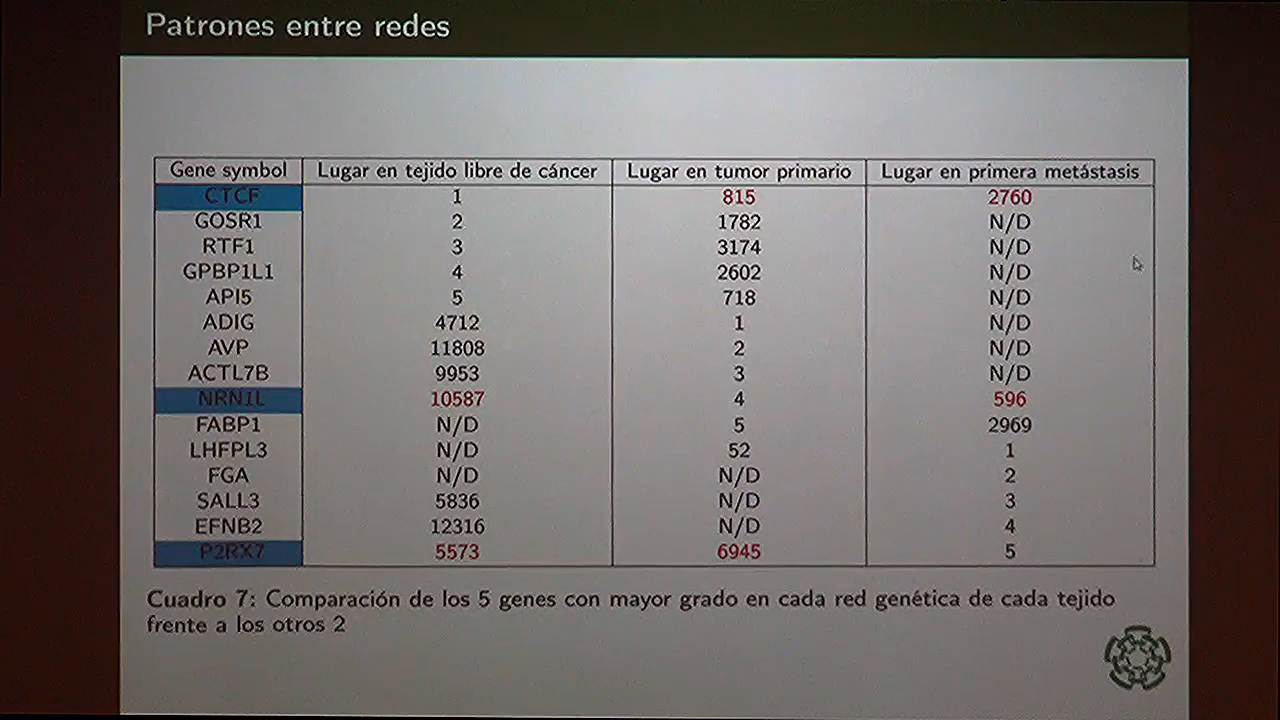 Patrones entre redes
Gene symbol Lugar en tejido libre de cáncer Lugar en tumor primario Lugar en primera metástasis
CTCF 1 815 2760
GOSR1 2 1782 N/D
RTF1 3 3174 N/D
GPBP1L1 4 2602 N/D
API5 5 718 N/D
ADIG 4712 1 N/D
AVP 11808 2 N/D
ACTL7B 9953 3 N/D
NRN1L 10587 4 596
FABP1 N/D 5 2969
LHFPL3 N/D 52 1
FGA N/D N/D 2
SALL3 5836 N/D 3
EFNB2 12316 N/D 4
P2RX7 5573 6945 5
Cuadro 7: Comparación de los 5 genes con mayor grado en cada red genética de cada tejido
frente a los otros 2